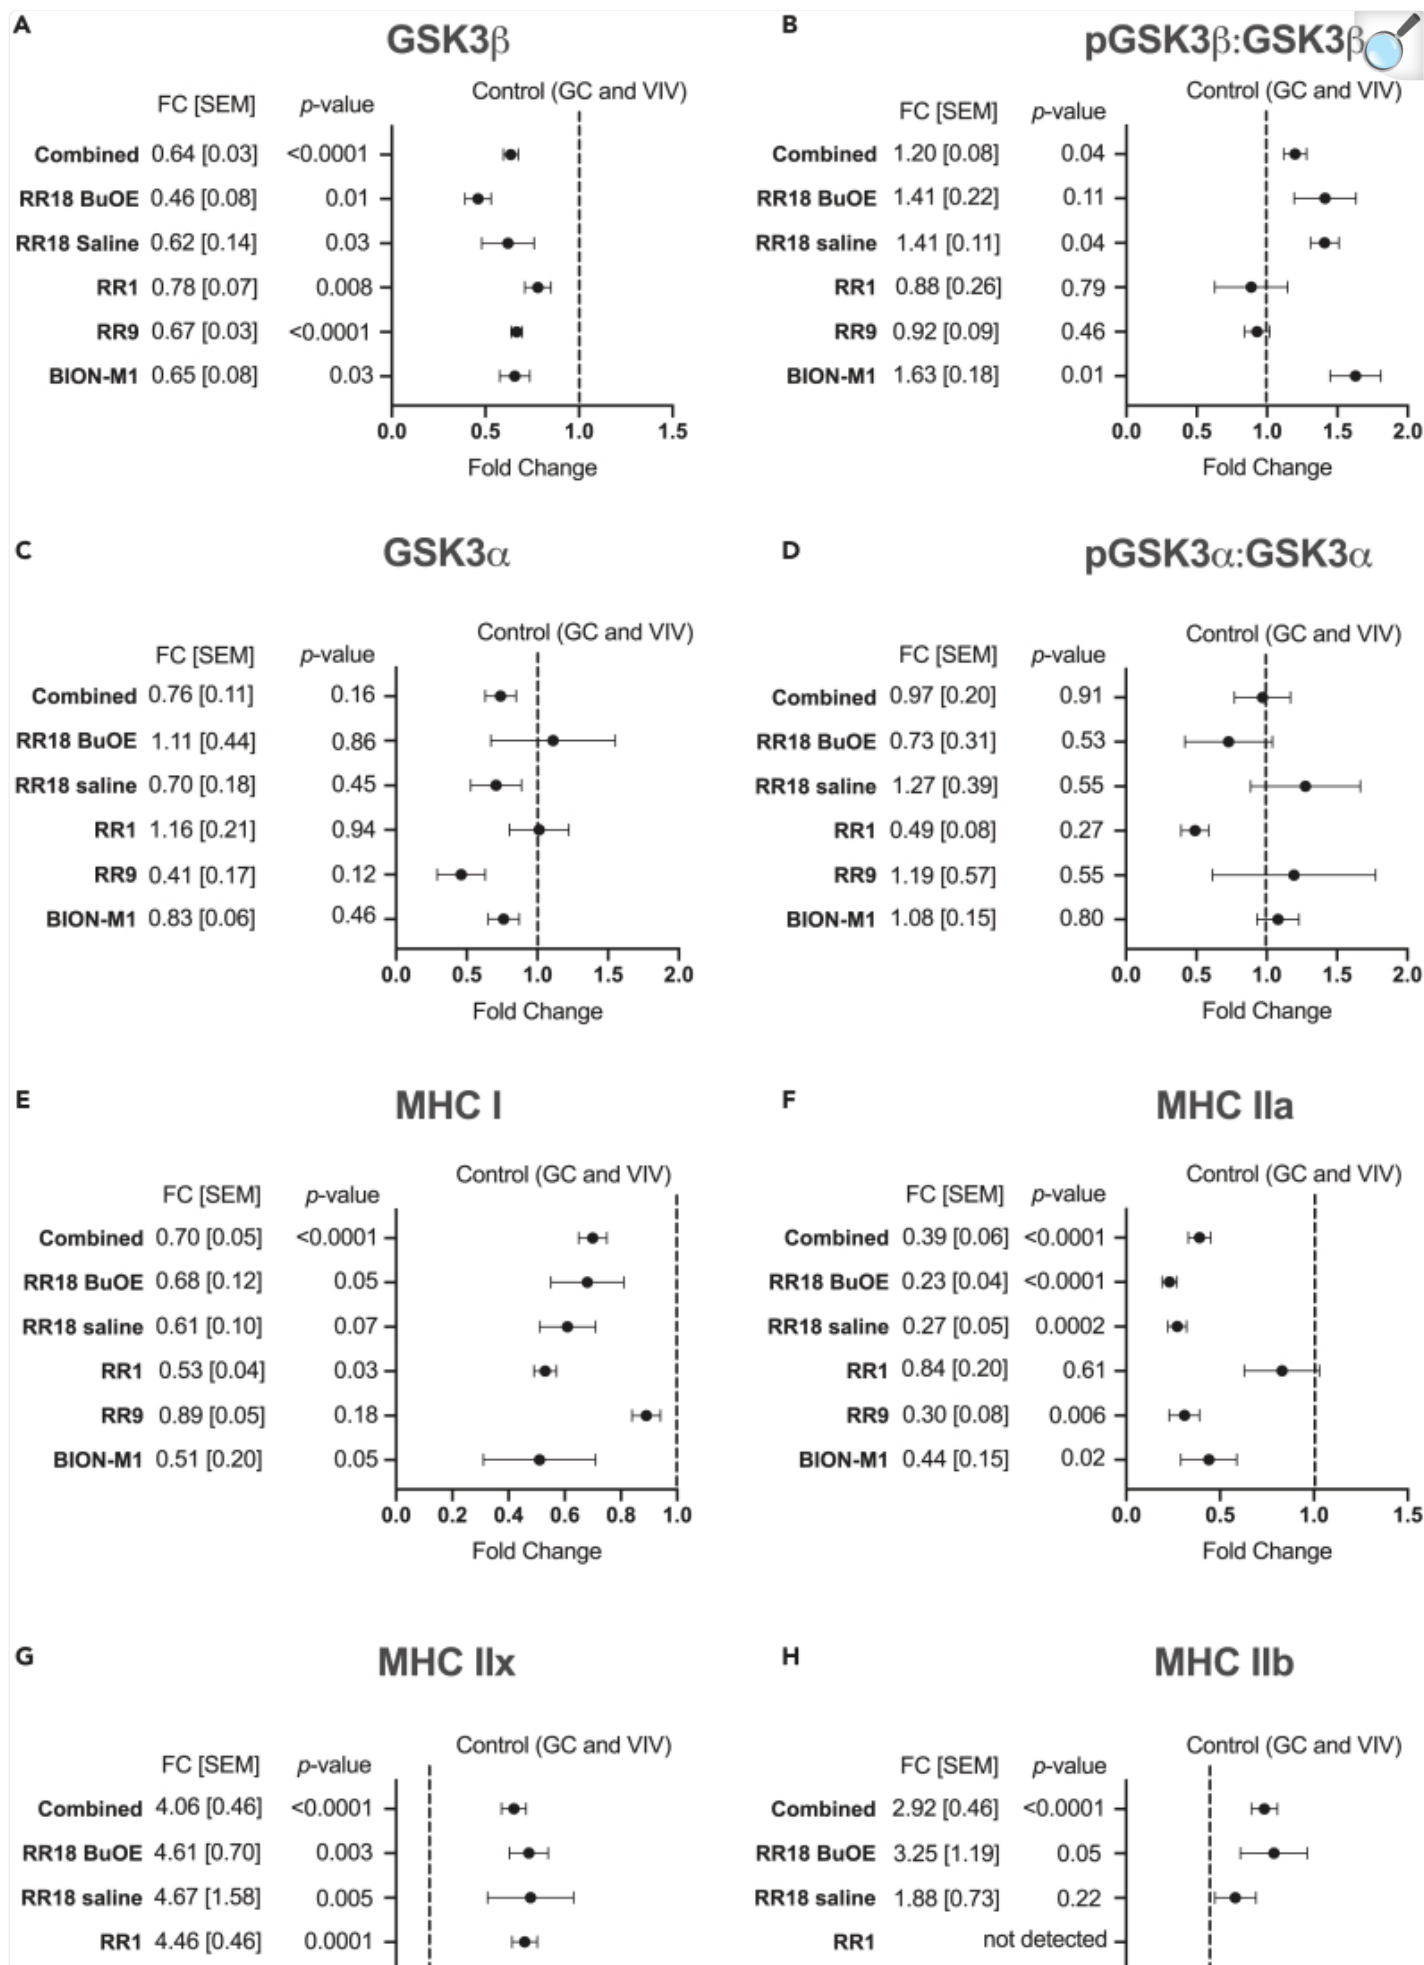 A
GSK3β
FC [SEM] p-value Control (GC and VIV)
Combined 0.64 [0.03] <0.0001
RR18 BuOE 0.46 [0.08] 0.01
RR18 Saline 0.62 [0.14] 0.03
RR1 0.78 [0.07] 0.008
RR9 0.67 [0.03] <0.0001
BION-M1 0.65 [0.08] 0.03
0.0 0.5 1.0 1.5
Fold Change
B
pGSK3β:GSK3β
Control (GC and VIV)
FC [SEM] p-value
Combined 1.20 [0.08] 0.04
RR18 BuOE 1.41 [0.22] 0.11
RR18 saline 1.41 [0.11] 0.04
RR1 0.88 [0.26] 0.79
RR9 0.92 [0.09] 0.46
BION-M1 1.63 [0.18] 0.01
0.0 0.5 1.0 1.5 2.0
Fold Change
C
GSK3α
Control (GC and VIV)
FC [SEM] p-value
Combined 0.76 [0.11] 0.16
RR18 BuOE 1.11 [0.44] 0.86
RR18 saline 0.70 [0.18] 0.45
RR1 1.16 [0.21] 0.94
RR9 0.41 [0.17] 0.12
BION-M1 0.83 [0.06] 0.46
0.0 0.5 1.0 1.5 2.0
Fold Change
D
pGSK3α:GSK3α
Control (GC and VIV)
FC [SEM] p-value
Combined 0.97 [0.20] 0.91
RR18 BuOE 0.73 [0.31] 0.53
RR18 saline 1.27 [0.39] 0.55
RR1 0.49 [0.08] 0.27
RR9 1.19 [0.57] 0.55
BION-M1 1.08 [0.15] 0.80
0.0 0.5 1.0 1.5 2.0
Fold Change
E
MHC I
Control (GC and VIV)
FC [SEM] p-value
Combined 0.70 [0.05] <0.0001
RR18 BuOE 0.68 [0.12] 0.05
RR18 saline 0.61 [0.10] 0.07
RR1 0.53 [0.04] 0.03
RR9 0.89 [0.05] 0.18
BION-M1 0.51 [0.20] 0.05
0.0 0.2 0.4 0.6 0.8 1.0
Fold Change
F
MHC IIa
Control (GC and VIV)
FC [SEM] p-value
Combined 0.39 [0.06] <0.0001
RR18 BuOE 0.23 [0.04] <0.0001
RR18 saline 0.27 [0.05] 0.0002
RR1 0.84 [0.20] 0.61
RR9 0.30 [0.08] 0.006
BION-M1 0.44 [0.15] 0.02
0.0 0.5 1.0 1.5
Fold Change
G
MHC IIx
Control (GC and VIV)
FC [SEM] p-value
Combined 4.06 [0.46] <0.0001
RR18 BuOE 4.61 [0.70] 0.003
RR18 saline 4.67 [1.58] 0.005
RR1 4.46 [0.46] 0.0001
H
MHC IIb
Control (GC and VIV)
FC [SEM] p-value
Combined 2.92 [0.46] <0.0001
RR18 BuOE 3.25 [1.19] 0.05
RR18 saline 1.88 [0.73] 0.22
RR1 not detected